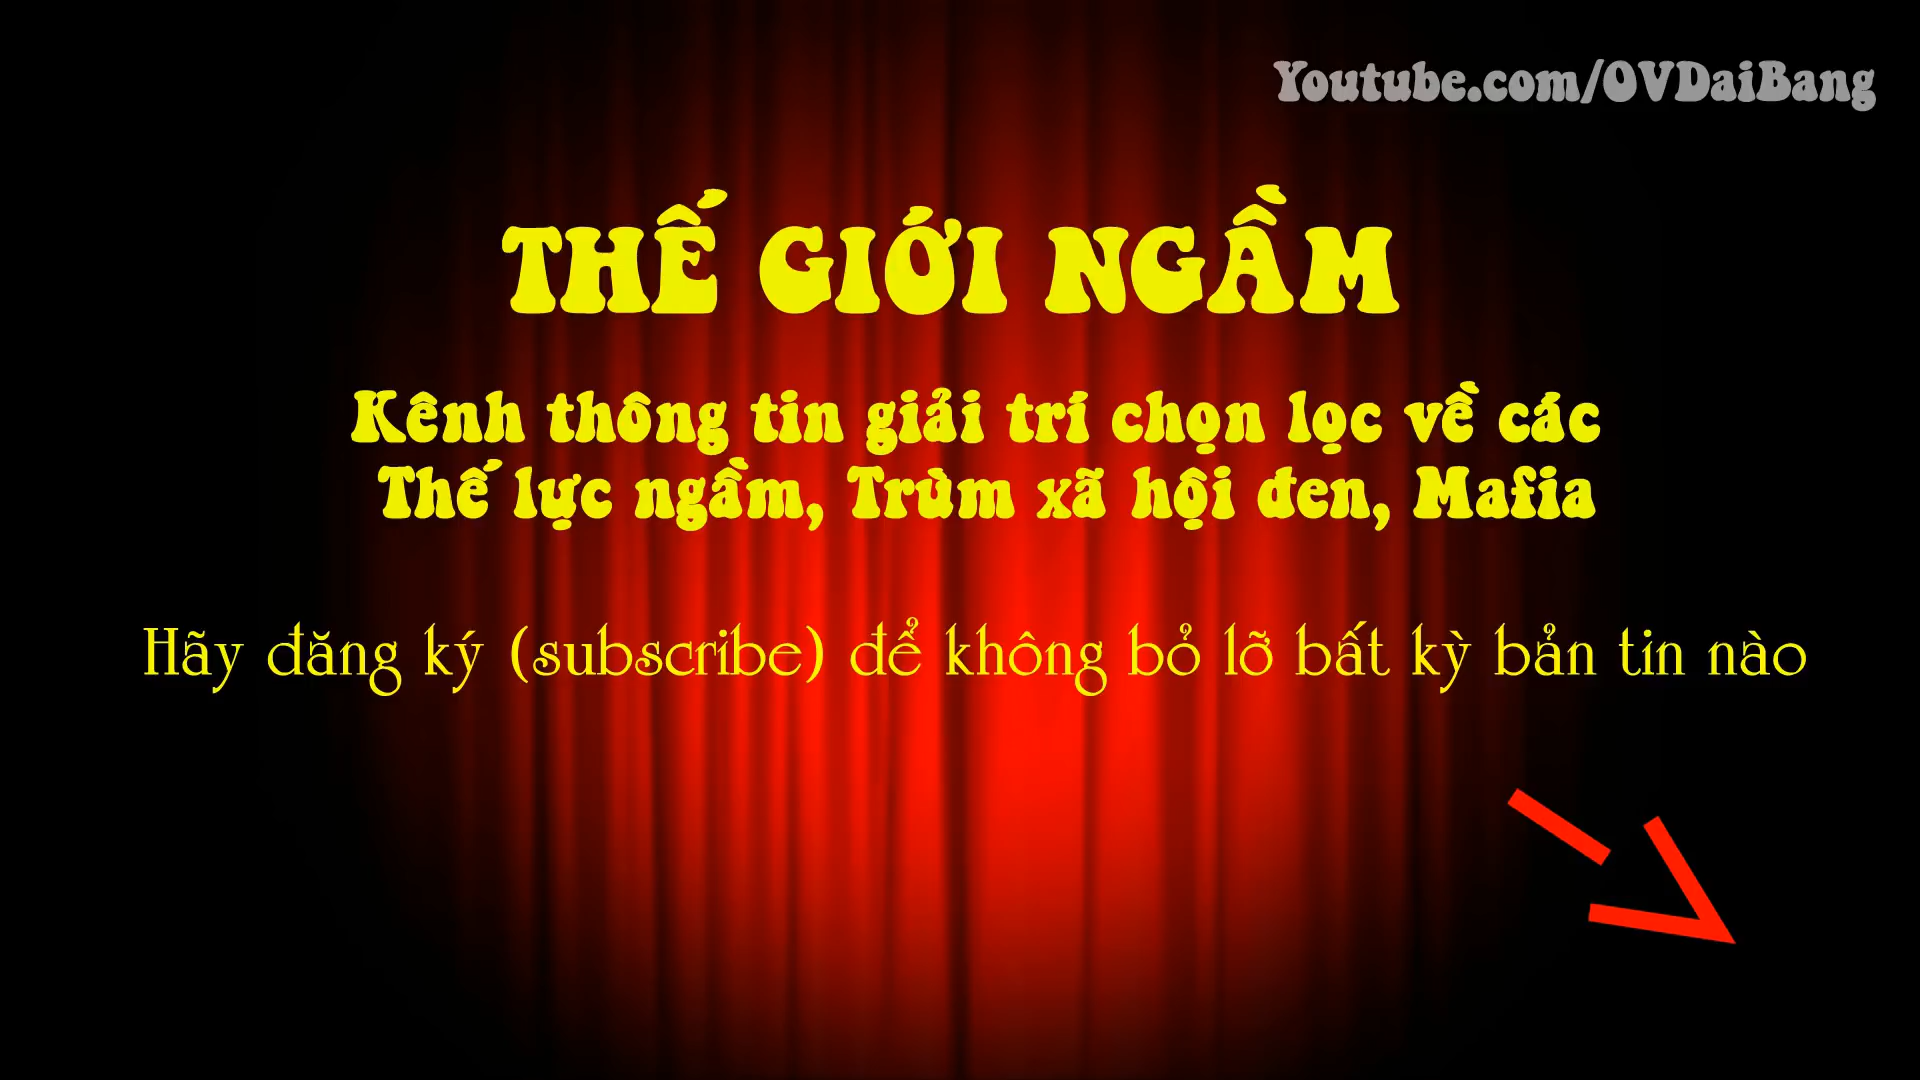 Youtube.com/OVDaiBang
THẾ GIỚI NGẦM
Kênh thông tin giải trí chọn lọc về các
Thế lực ngầm, Trùm xã hội đen, Mafia
Hãy đăng ký (subscribe) để không bỏ lỡ bất kỳ bản tin nào